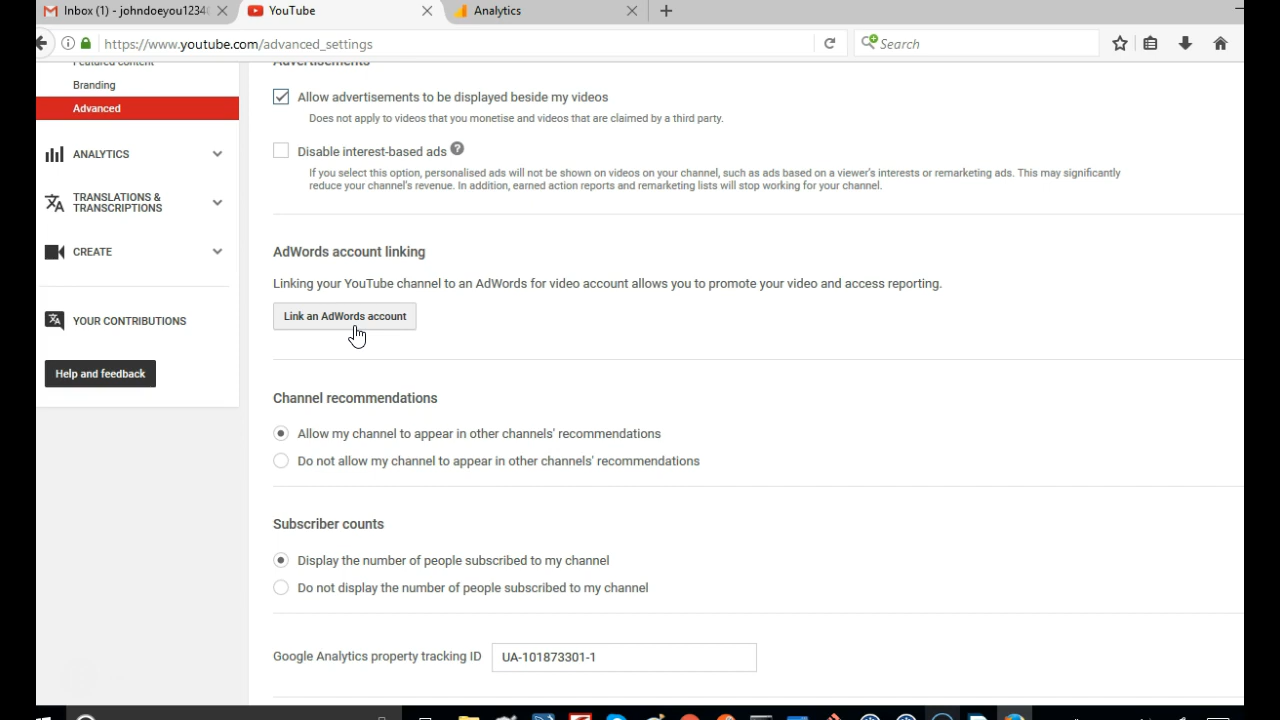 Inbox (1) - johndoeyou1234
YouTube
Analytics
https://www.youtube.com/advanced_settings
Search
Featured content
Branding
Advanced
ANALYTICS
TRANSLATIONS &
TRANSCRIPTIONS
CREATE
YOUR CONTRIBUTIONS
Help and feedback
Advertisements
Allow advertisements to be displayed beside my videos
Does not apply to videos that you monetise and videos that are claimed by a third party.
Disable interest-based ads
If you select this option, personalised ads will not be shown on videos on your channel, such as ads based on a viewer's interests or remarketing ads. This may significantly
reduce your channel's revenue. In addition, earned action reports and remarketing lists will stop working for your channel.
AdWords account linking
Linking your YouTube channel to an AdWords for video account allows you to promote your video and access reporting.
Link an AdWords account
Channel recommendations
Allow my channel to appear in other channels' recommendations
Do not allow my channel to appear in other channels' recommendations
Subscriber counts
Display the number of people subscribed to my channel
Do not display the number of people subscribed to my channel
Google Analytics property tracking ID
UA-101873301-1